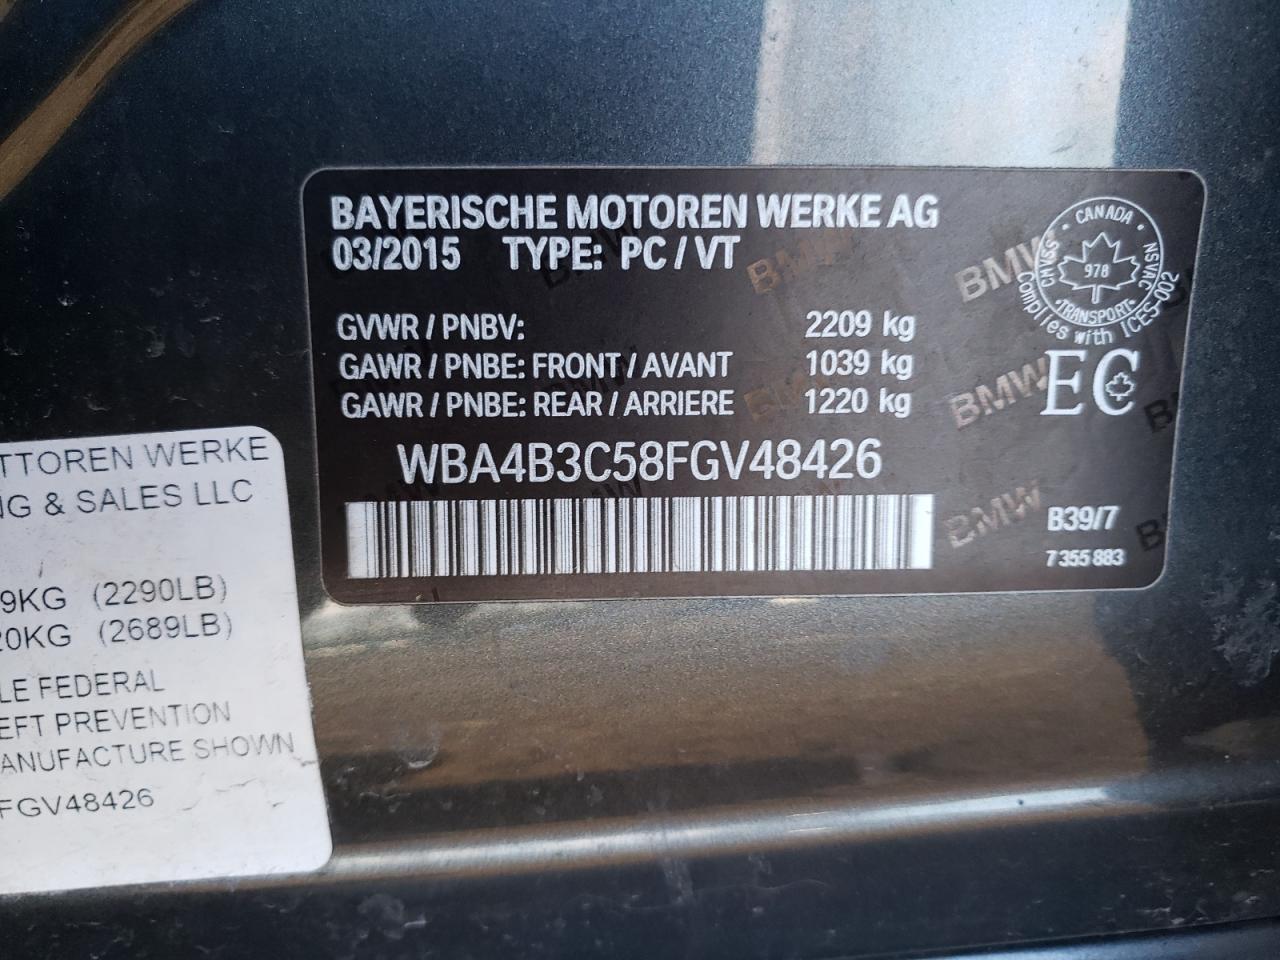 BAYERISCHE MOTOREN WERKE AG
03/2015 TYPE: PC / VT
GVWR / PNBV: 2209 kg
GAWR / PNBE: FRONT / AVANT 1039 kg
GAWR / PNBE: REAR / ARRIERE 1220 kg
WBA4B3C58FGV48426
CANADA
CMVSS NSVAC
978
TRANSPORT
Complies with ICES-002
EC
B39/7
7 355 883
BMW
BMW
BMW
BMW
TTOREN WERKE
NG & SALES LLC
9KG (2290LB)
20KG (2689LB)
LE FEDERAL
EFT PREVENTION
ANUFACTURE SHOWN
FGV48426